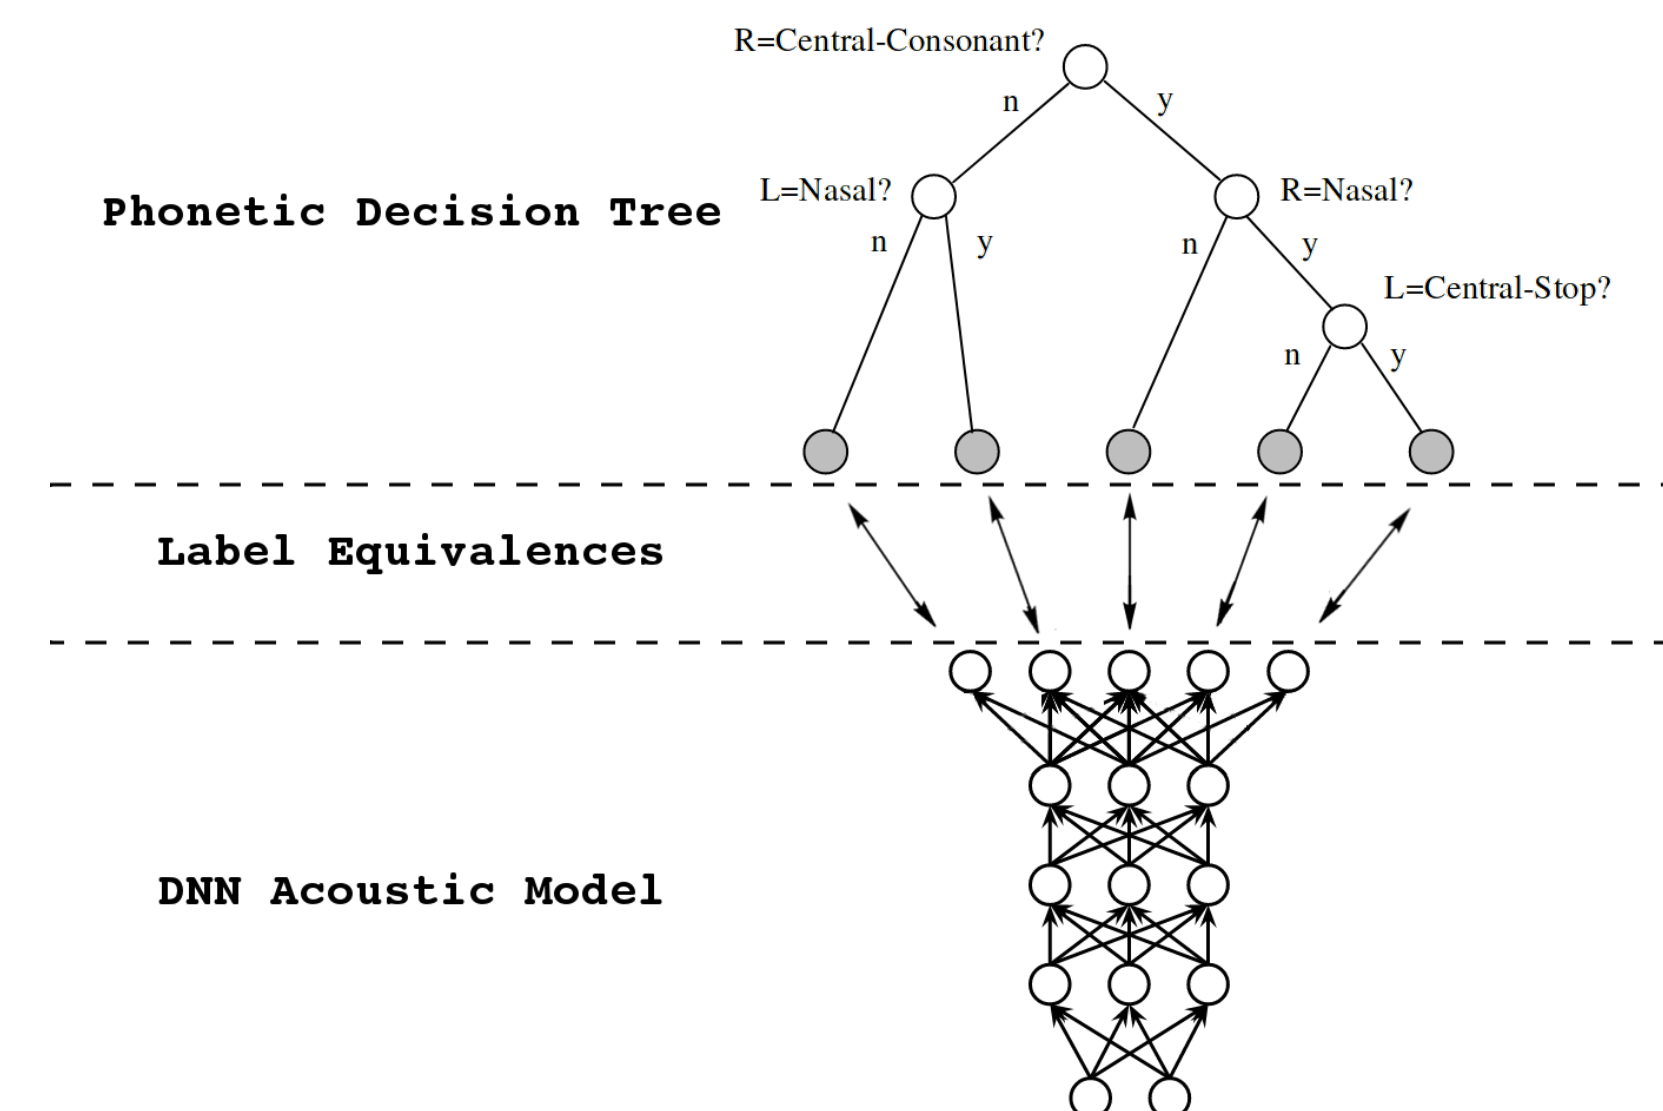 R=Central-Consonant?
n
y
L=Nasal?
R=Nasal?
Phonetic Decision Tree
n
y
n
y
L=Central-Stop?
n
y
Label Equivalences
DNN Acoustic Model